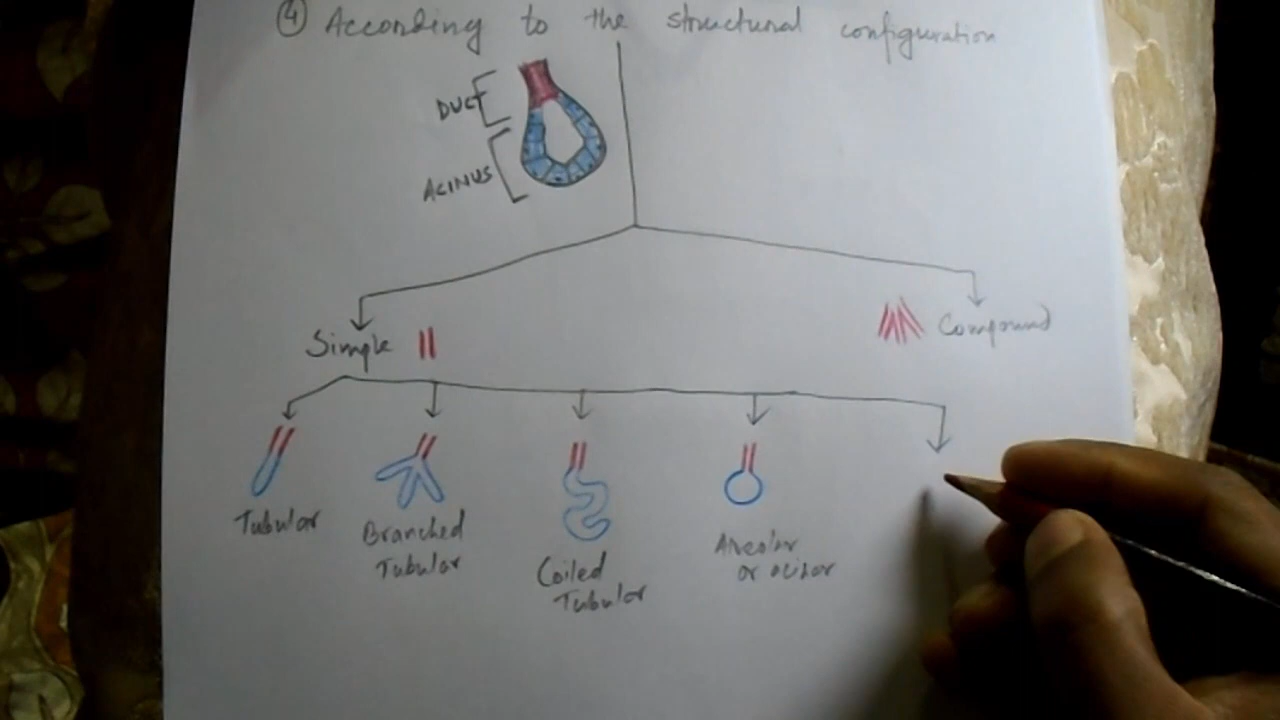 ④ According to the structural configuration
DUCT
ACINUS
Simple
Compound
Tubular
Branched
Tubular
Coiled
Tubular
Alveolar
or acinar